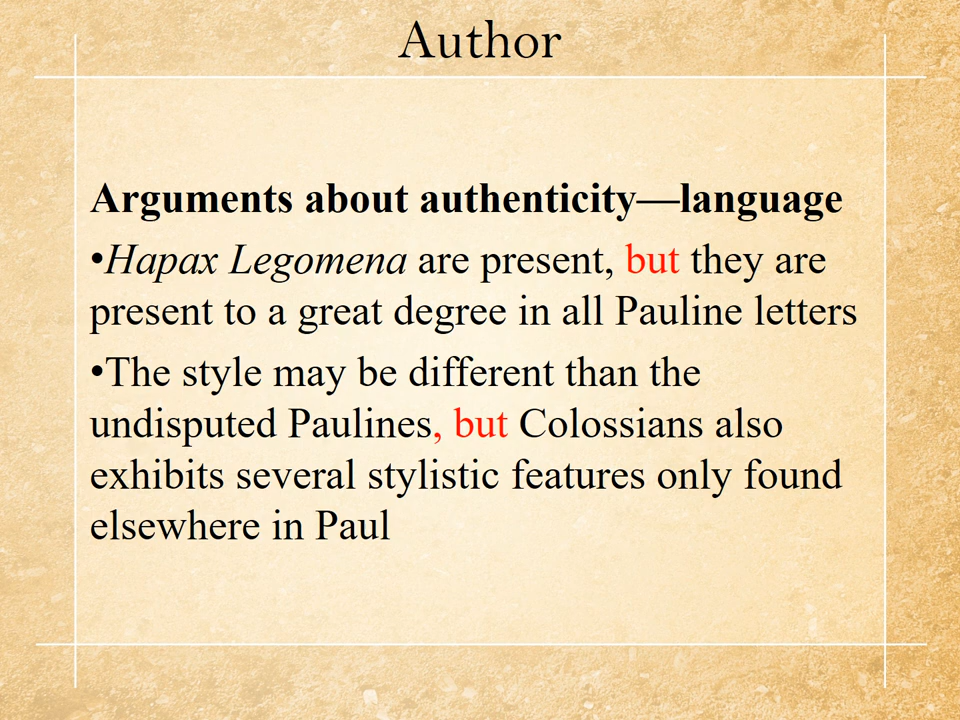 Author
Arguments about authenticity—language
•Hapax Legomena are present, but they are
present to a great degree in all Pauline letters
•The style may be different than the
undisputed Paulines, but Colossians also
exhibits several stylistic features only found
elsewhere in Paul